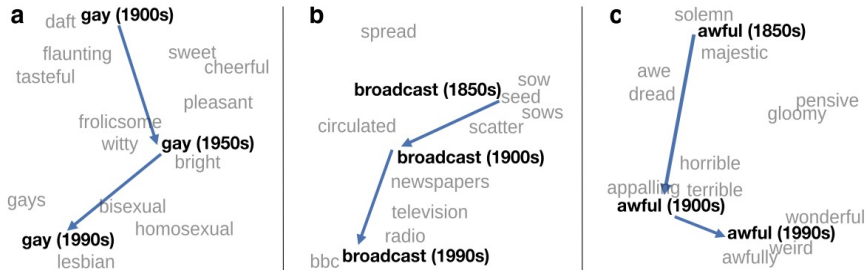 a
daft gay (1900s)
flaunting sweet
tasteful cheerful
pleasant
frolicsome
witty gay (1950s)
bright
gays bisexual
homosexual
gay (1990s)
lesbian
b
spread
broadcast (1850s) sow
seed
sows
circulated scatter
broadcast (1900s)
newspapers
television
radio
bbc broadcast (1990s)
c
solemn
awful (1850s)
majestic
awe
dread pensive
gloomy
horrible
appalling terrible
awful (1900s)
wonderful
awful (1990s)
weird
awfully